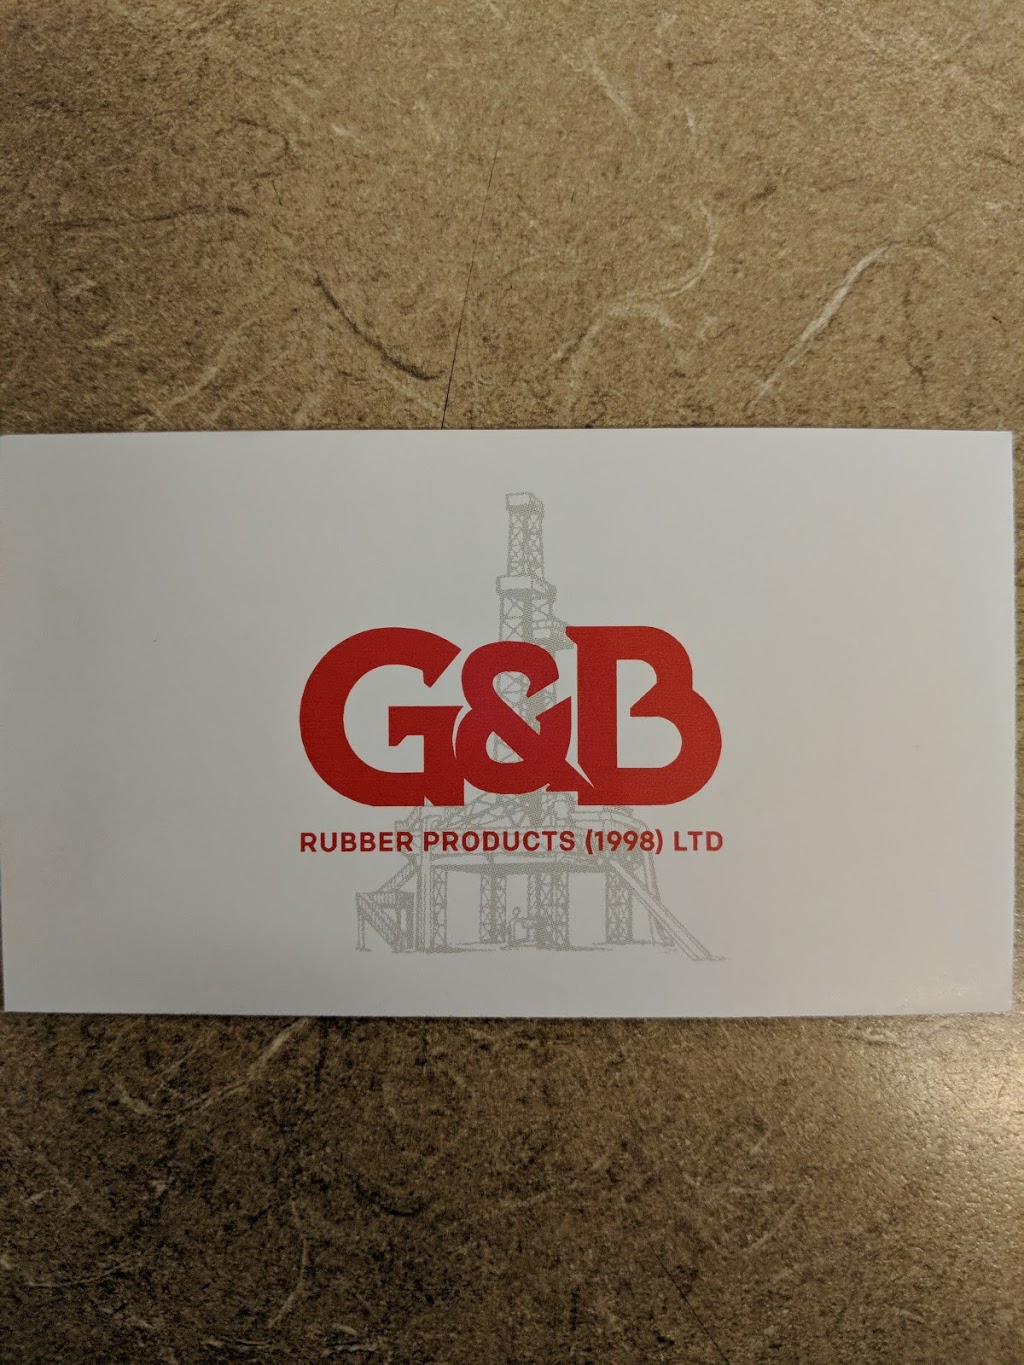 G&B
RUBBER PRODUCTS (1998) LTD